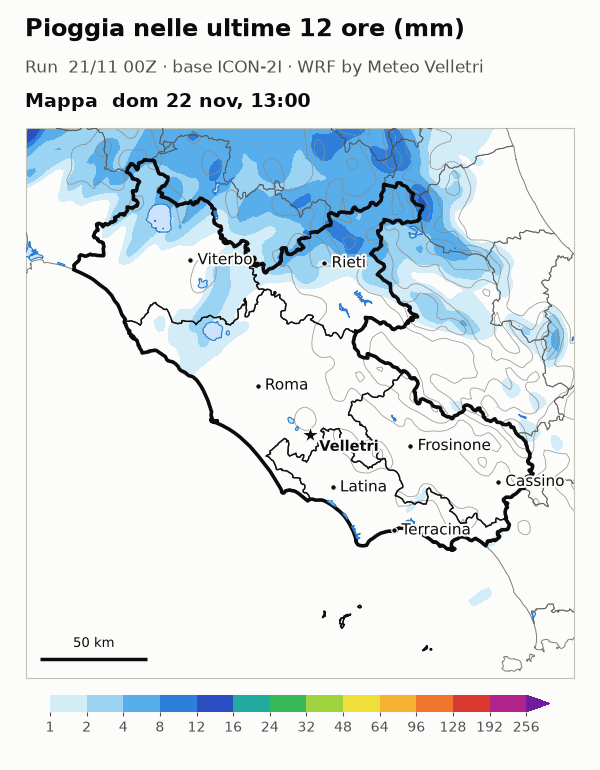 Pioggia nelle ultime 12 ore (mm)
Run  21/11 00Z · base ICON-2I · WRF by Meteo Velletri
Mappa  dom 22 nov, 13:00
Viterbo
Rieti
Roma
Velletri
Frosinone
Cassino
Latina
Terracina
50 km
1 2 4 8 12 16 24 32 48 64 96 128 192 256